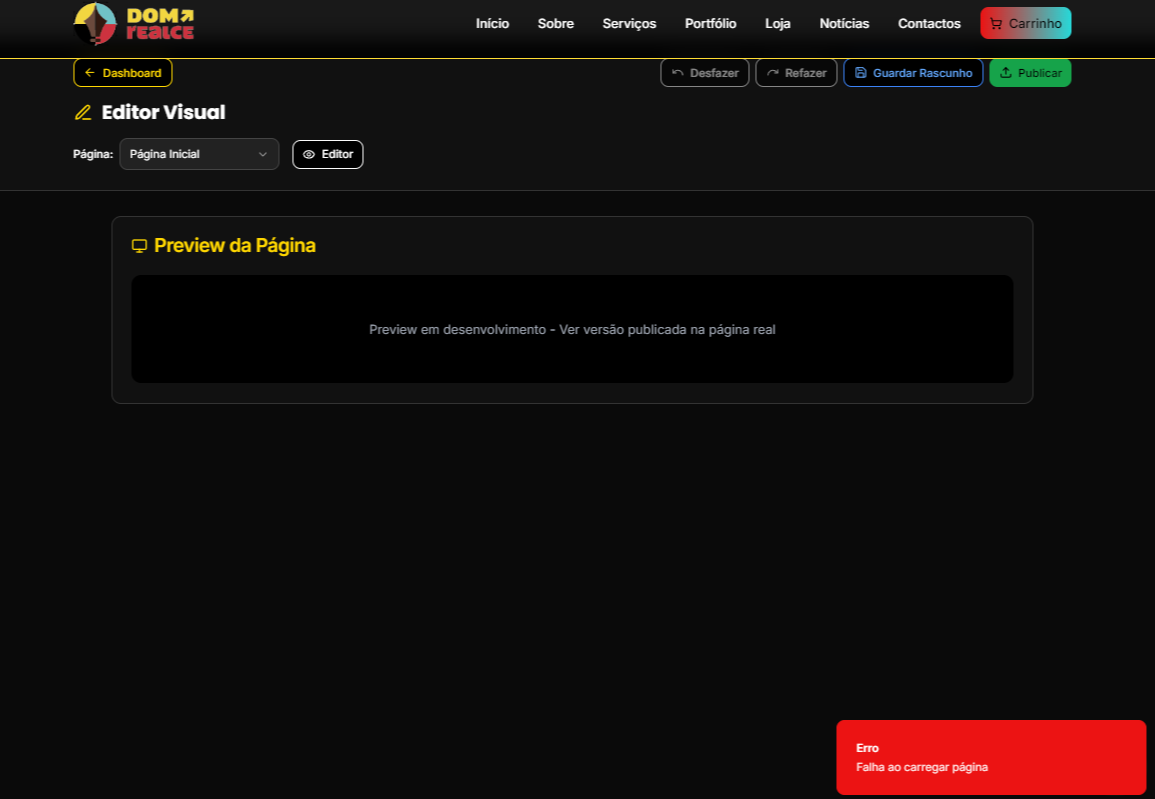 DOM
realce
Início Sobre Serviços Portfólio Loja Notícias Contactos Carrinho
Dashboard Desfazer Refazer Guardar Rascunho Publicar
Editor Visual
Página: Página Inicial Editor
Preview da Página
Preview em desenvolvimento - Ver versão publicada na página real
Erro
Falha ao carregar página